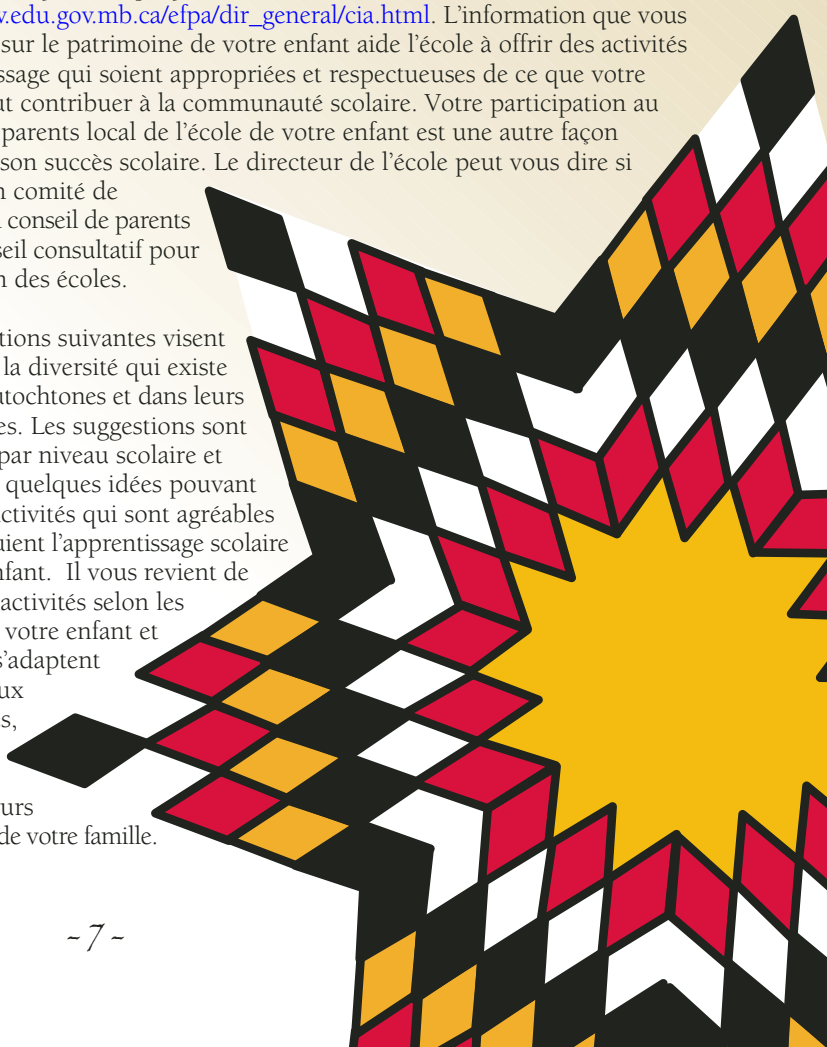 v.edu.gov.mb.ca/efpa/dir_general/cia.html. L'information que vous
sur le patrimoine de votre enfant aide l'école à offrir des activités
ssage qui soient appropriées et respectueuses de ce que votre
ut contribuer à la communauté scolaire. Votre participation au
parents local de l'école de votre enfant est une autre façon
son succès scolaire. Le directeur de l'école peut vous dire si
n comité de
conseil de parents
seil consultatif pour
n des écoles.
tions suivantes visent
la diversité qui existe
utochtones et dans leurs
es. Les suggestions sont
par niveau scolaire et
quelques idées pouvant
ctivités qui sont agréables
uient l'apprentissage scolaire
nfant. Il vous revient de
activités selon les
votre enfant et
s'adaptent
ux
s,
urs
de votre famille.
~ 7 ~